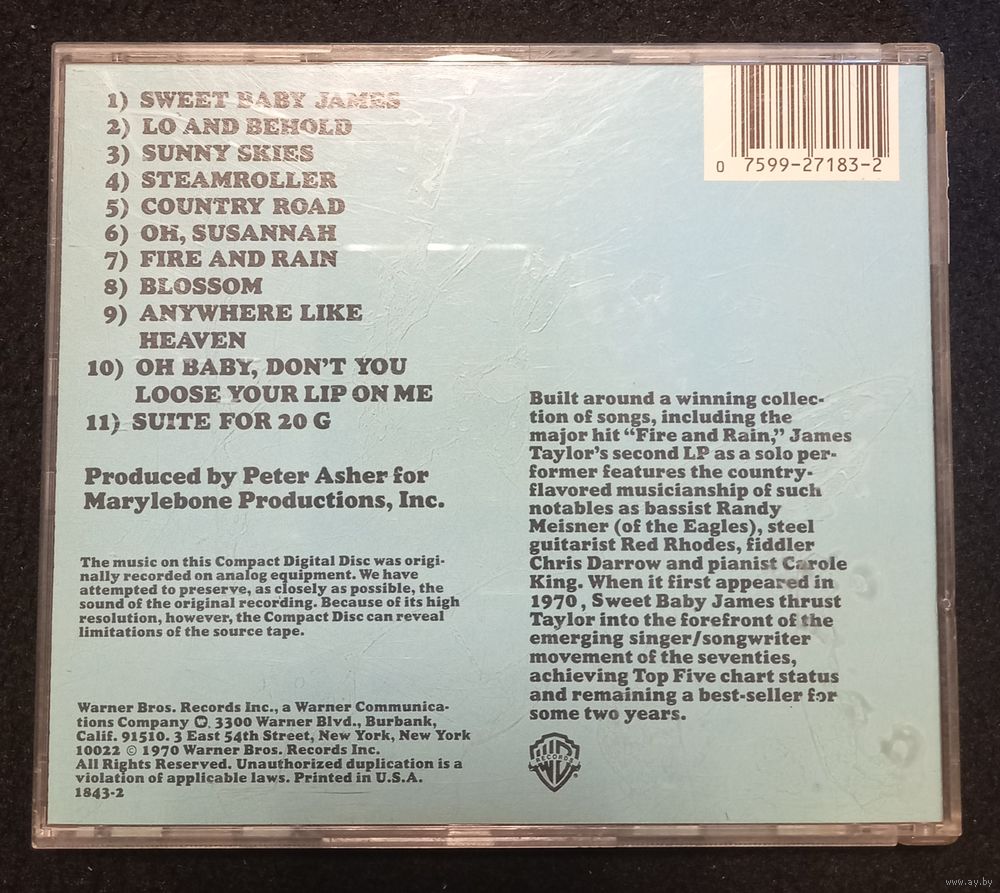 1) SWEET BABY JAMES
2) LO AND BEHOLD
3) SUNNY SKIES
4) STEAMROLLER
5) COUNTRY ROAD
6) OH, SUSANNAH
7) FIRE AND RAIN
8) BLOSSOM
9) ANYWHERE LIKE
HEAVEN
10) OH BABY, DON'T YOU
LOOSE YOUR LIP ON ME
11) SUITE FOR 20 G
Produced by Peter Asher for
Marylebone Productions, Inc.
The music on this Compact Digital Disc was origi-
nally recorded on analog equipment. We have
attempted to preserve, as closely as possible, the
sound of the original recording. Because of its high
resolution, however, the Compact Disc can reveal
limitations of the source tape.
Warner Bros. Records Inc., a Warner Communica-
tions Company 3300 Warner Blvd., Burbank,
Calif. 91510. 3 East 54th Street, New York, New York
10022 © 1970 Warner Bros. Records Inc.
All Rights Reserved. Unauthorized duplication is a
violation of applicable laws. Printed in U.S.A.
1843-2
0 7599-27183-2
Built around a winning collec-
tion of songs, including the
major hit "Fire and Rain," James
Taylor's second LP as a solo per-
former features the country-
flavored musicianship of such
notables as bassist Randy
Meisner (of the Eagles), steel
guitarist Red Rhodes, fiddler
Chris Darrow and pianist Carole
King. When it first appeared in
1970, Sweet Baby James thrust
Taylor into the forefront of the
emerging singer/songwriter
movement of the seventies,
achieving Top Five chart status
and remaining a best-seller for
some two years.
WB
RECORDS
www.ay.by